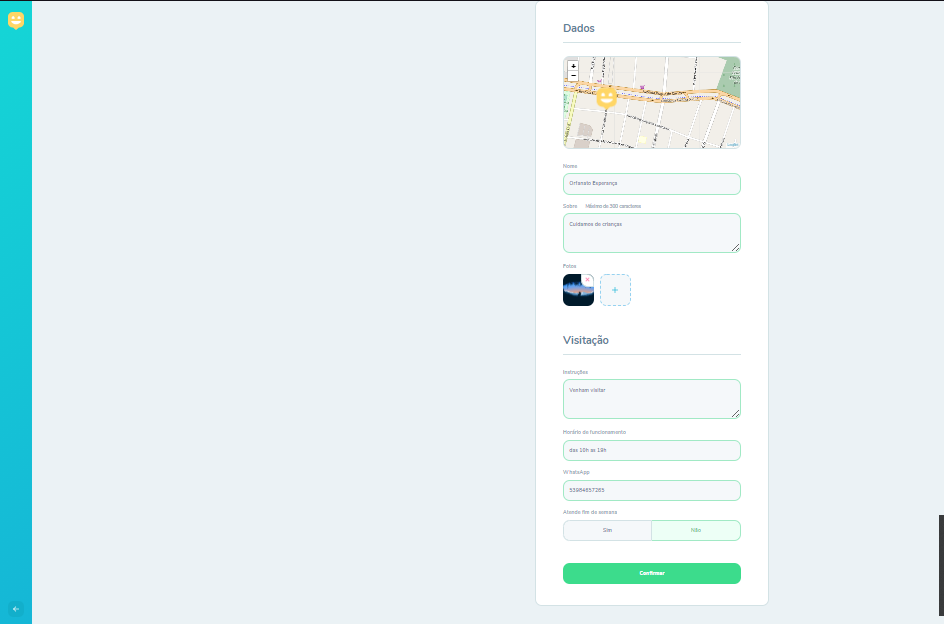 Dados
+
−
Leaflet
Nome
Orfanato Esperança
Sobre Máximo de 300 caracteres
Cuidamos de crianças
Fotos
+
Visitação
Instruções
Venham visitar
Horário de funcionamento
das 10h as 19h
WhatsApp
53984657265
Atende fim de semana
Sim Não
Confirmar